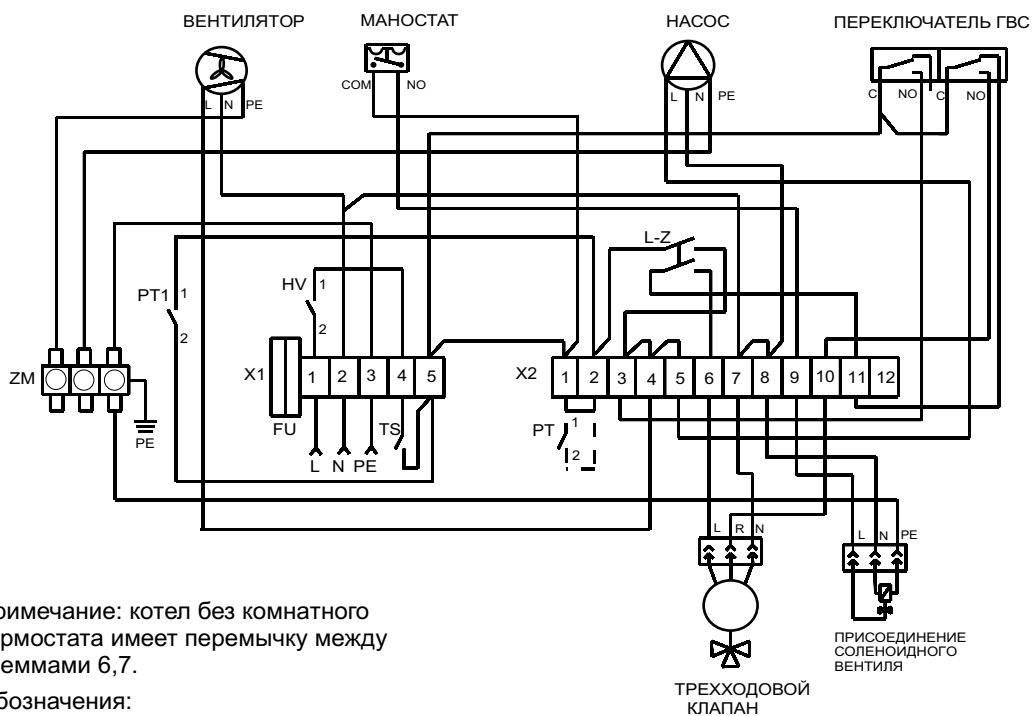 ВЕНТИЛЯТОР МАНОСТАТ НАСОС ПЕРЕКЛЮЧАТЕЛЬ ГВС
L N PE
COM NO
L N PE
C NO C NO
L-Z
PT1 1
2
HV 1
2
ZM
PE
X1 1 2 3 4 5
FU
L N PE
TS
X2 1 2 3 4 5 6 7 8 9 10 11 12
PT 1
2
L R N
L N PE
римечание: котел без комнатного
рмостата имеет перемычку между
еммами 6,7.
бозначения:
ТРЕХХОДОВОЙ
КЛАПАН
ПРИСОЕДИНЕНИЕ
СОЛЕНОИДНОГО
ВЕНТИЛЯ